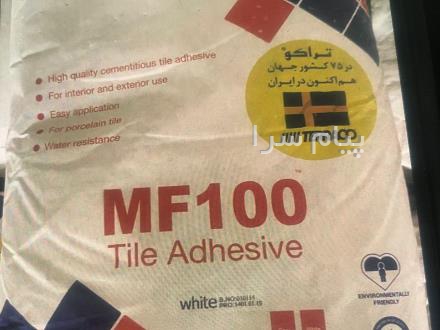 High quality cementitious tile adhesive
For interior and exterior use
Easy application
For porcelain tile
Water resistance
تراکو
در ۷۵ کشور جهان
هم اکنون در ایران
پیام سرا
MF100
™
Tile Adhesive
white
ENVIRONMENTALLY
FRIENDLY